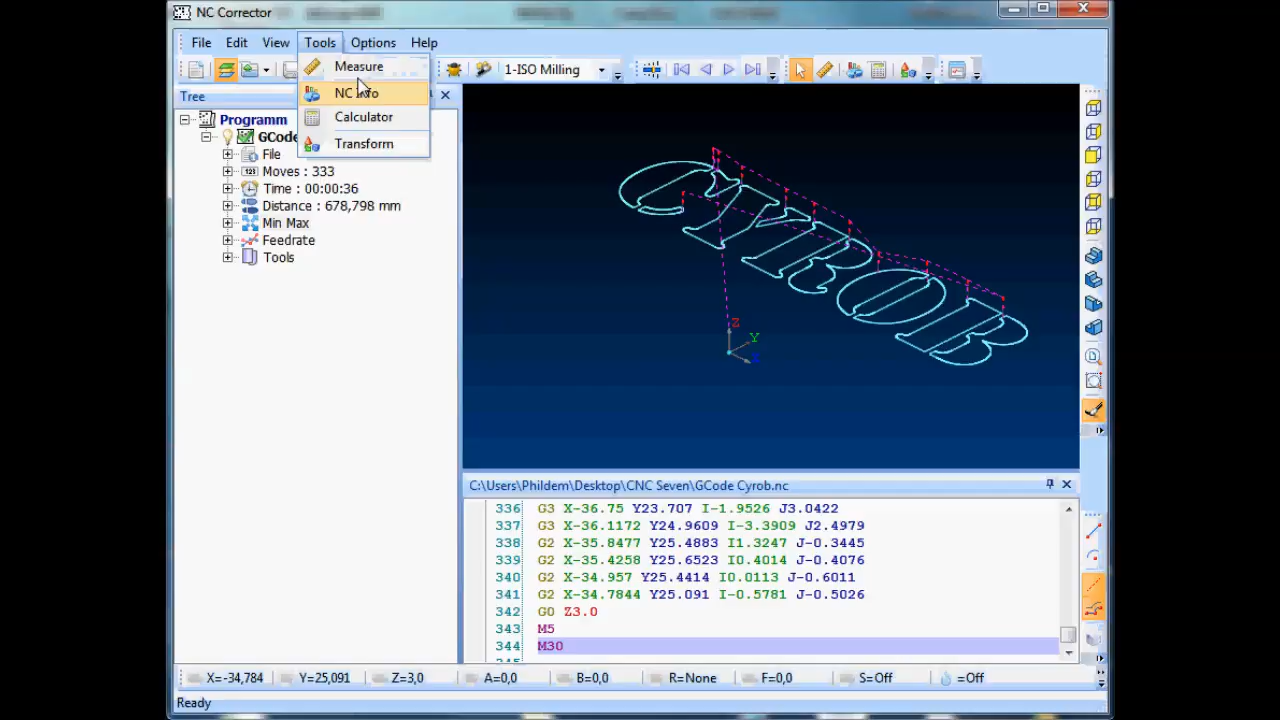 NC Corrector
File Edit View Tools Options Help
1-ISO Milling
Measure
NC Info
Calculator
Transform
Tree
Programm
GCode
File
Moves : 333
Time : 00:00:36
Distance : 678,798 mm
Min Max
Feedrate
Tools
CYROB
Z
Y
C:\Users\Phildem\Desktop\CNC Seven\GCode Cyrob.nc
336 G3 X-36.75 Y23.707 I-1.9526 J3.0422
337 G3 X-36.1172 Y24.9609 I-3.3909 J2.4979
338 G2 X-35.8477 Y25.4883 I1.3247 J-0.3445
339 G2 X-35.4258 Y25.6523 I0.4014 J-0.4076
340 G2 X-34.957 Y25.4414 I0.0113 J-0.6011
341 G2 X-34.7844 Y25.091 I-0.5781 J-0.5026
342 G0 Z3.0
343 M5
344 M30
X=-34,784 Y=25,091 Z=3,0 A=0,0 B=0,0 R=None F=0,0 S=Off =Off
Ready